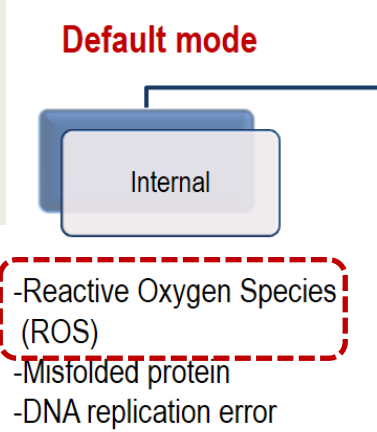 Default mode
Internal
-Reactive Oxygen Species
(ROS)
-Misfolded protein
-DNA replication error